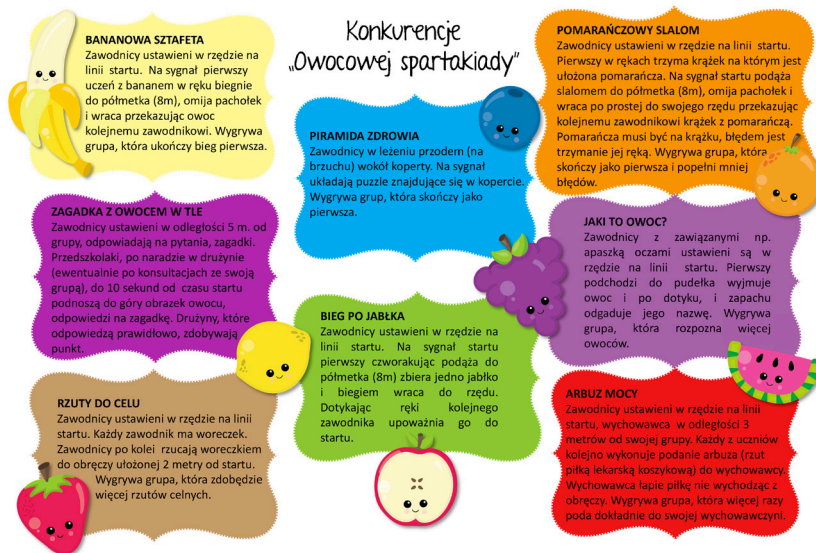 Konkurencje
„Owocowej spartakiady"
BANANOWA SZTAFETA
Zawodnicy ustawieni w rzędzie na
linii startu. Na sygnał pierwszy
uczeń z bananem w ręku biegnie
do półmetka (8m), omija pachołek
i wraca przekazując owoc
kolejnemu zawodnikowi. Wygrywa
grupa, która ukończy bieg pierwsza.
ZAGADKA Z OWOCEM W TLE
Zawodnicy ustawieni w odległości 5 m. od
grupy, odpowiadają na pytania, zagadki.
Przedszkolaki, po naradzie w drużynie
(ewentualnie po konsultacjach ze swoją
grupą), do 10 sekund od czasu startu
podnoszą do góry obrazek owocu,
odpowiedzi na zagadkę. Drużyny, które
odpowiedzą prawidłowo, zdobywają
punkt.
RZUTY DO CELU
Zawodnicy ustawieni w rzędzie na linii
startu. Każdy zawodnik ma woreczek.
Zawodnicy po kolei rzucają woreczkiem
do obręczy ułożonej 2 metry od startu.
Wygrywa grupa, która zdobędzie
więcej rzutów celnych.
PIRAMIDA ZDROWIA
Zawodnicy w leżeniu przodem (na
brzuchu) wokół koperty. Na sygnał
układają puzzle znajdujące się w kopercie.
Wygrywa grup, która skończy jako
pierwsza.
BIEG PO JABŁKA
Zawodnicy ustawieni w rzędzie na
linii startu. Na sygnał startu
pierwszy czworakując podąża do
półmetka (8m) zbiera jedno jabłko
i biegiem wraca do rzędu.
Dotykając ręki kolejnego
zawodnika upoważnia go do
startu.
POMARAŃCZOWY SLALOM
Zawodnicy ustawieni w rzędzie na linii startu.
Pierwszy w rękach trzyma krążek na którym jest
ułożona pomarańcza. Na sygnał startu podąża
slalomem do półmetka (8m), omija pachołek i
wraca po prostej do swojego rzędu przekazując
kolejnemu zawodnikowi krążek z pomarańczą.
Pomarańcza musi być na krążku, błędem jest
trzymanie jej ręką. Wygrywa grupa, która
skończy jako pierwsza i popełni mniej
błędów.
JAKI TO OWOC?
Zawodnicy z zawiązanymi np.
apaszką oczami ustawieni są w
rzędzie na linii startu. Pierwszy
podchodzi do pudełka wyjmuje
owoc i po dotyku, i zapachu
odgaduje jego nazwę. Wygrywa
grupa, która rozpozna więcej
owoców.
ARBUZ MOCY
Zawodnicy ustawieni w rzędzie na linii
startu, wychowawca w odległości 3
metrów od swojej grupy. Każdy z uczniów
kolejno wykonuje podanie arbuza (rzut
piłką lekarską koszykową) do wychowawcy.
Wychowawca łapie piłkę nie wychodząc z
obręczy. Wygrywa grupa, która więcej razy
poda dokładnie do swojej wychowawczyni.